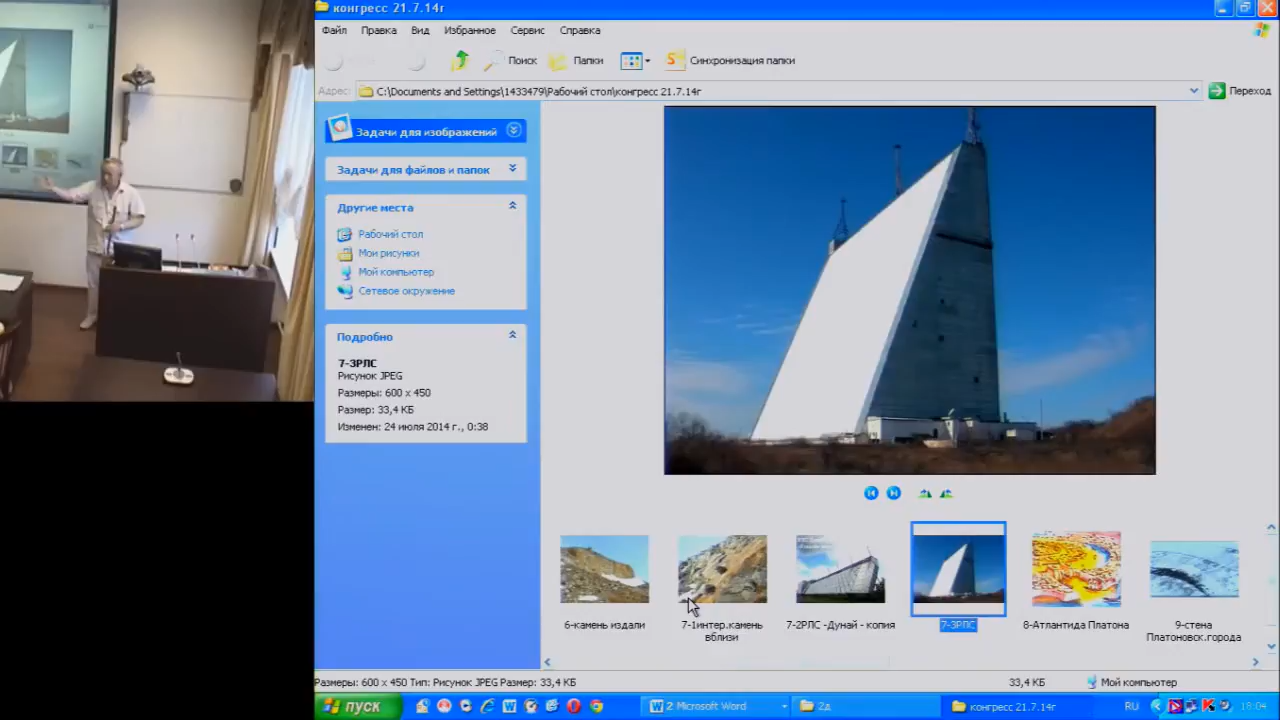 конгресс 21.7.14г
Файл Правка Вид Избранное Сервис Справка
Поиск Папки Синхронизация папки
Адрес: C:\Documents and Settings\1433479\Рабочий стол\конгресс 21.7.14г Переход
Задачи для изображений
Задачи для файлов и папок
Другие места
Рабочий стол
Мои рисунки
Мой компьютер
Сетевое окружение
Подробно
7-3РЛС
Рисунок JPEG
Размеры: 600 x 450
Размер: 33,4 КБ
Изменен: 24 июля 2014 г., 0:38
6-камень издали
7-1интер.камень вблизи
7-2РЛС -Дунай - копия
7-3РЛС
8-Атлантида Платона
9-стена Платоновск.города
Размеры: 600 x 450 Тип: Рисунок JPEG Размер: 33,4 КБ 33,4 КБ Мой компьютер
пуск 2 Microsoft Word 2д конгресс 21.7.14г RU 18:04